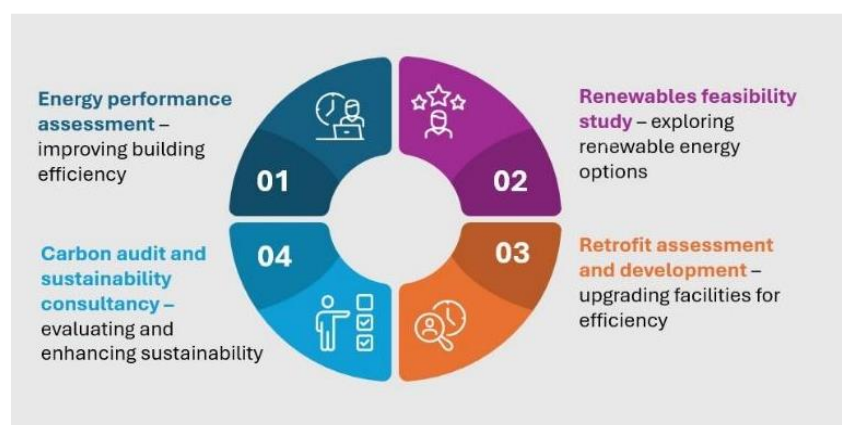 Energy performance
assessment –
improving building
efficiency
01
02
Renewables feasibility
study – exploring
renewable energy
options
Carbon audit and
sustainability
consultancy –
evaluating and
enhancing sustainability
04
03
Retrofit assessment
and development –
upgrading facilities for
efficiency